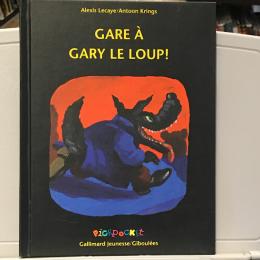 Alexis Lecaye/Antoon Krings
GARE À
GARY LE LOUP!
PICKPOCKET
Gallimard Jeunesse/Giboulées